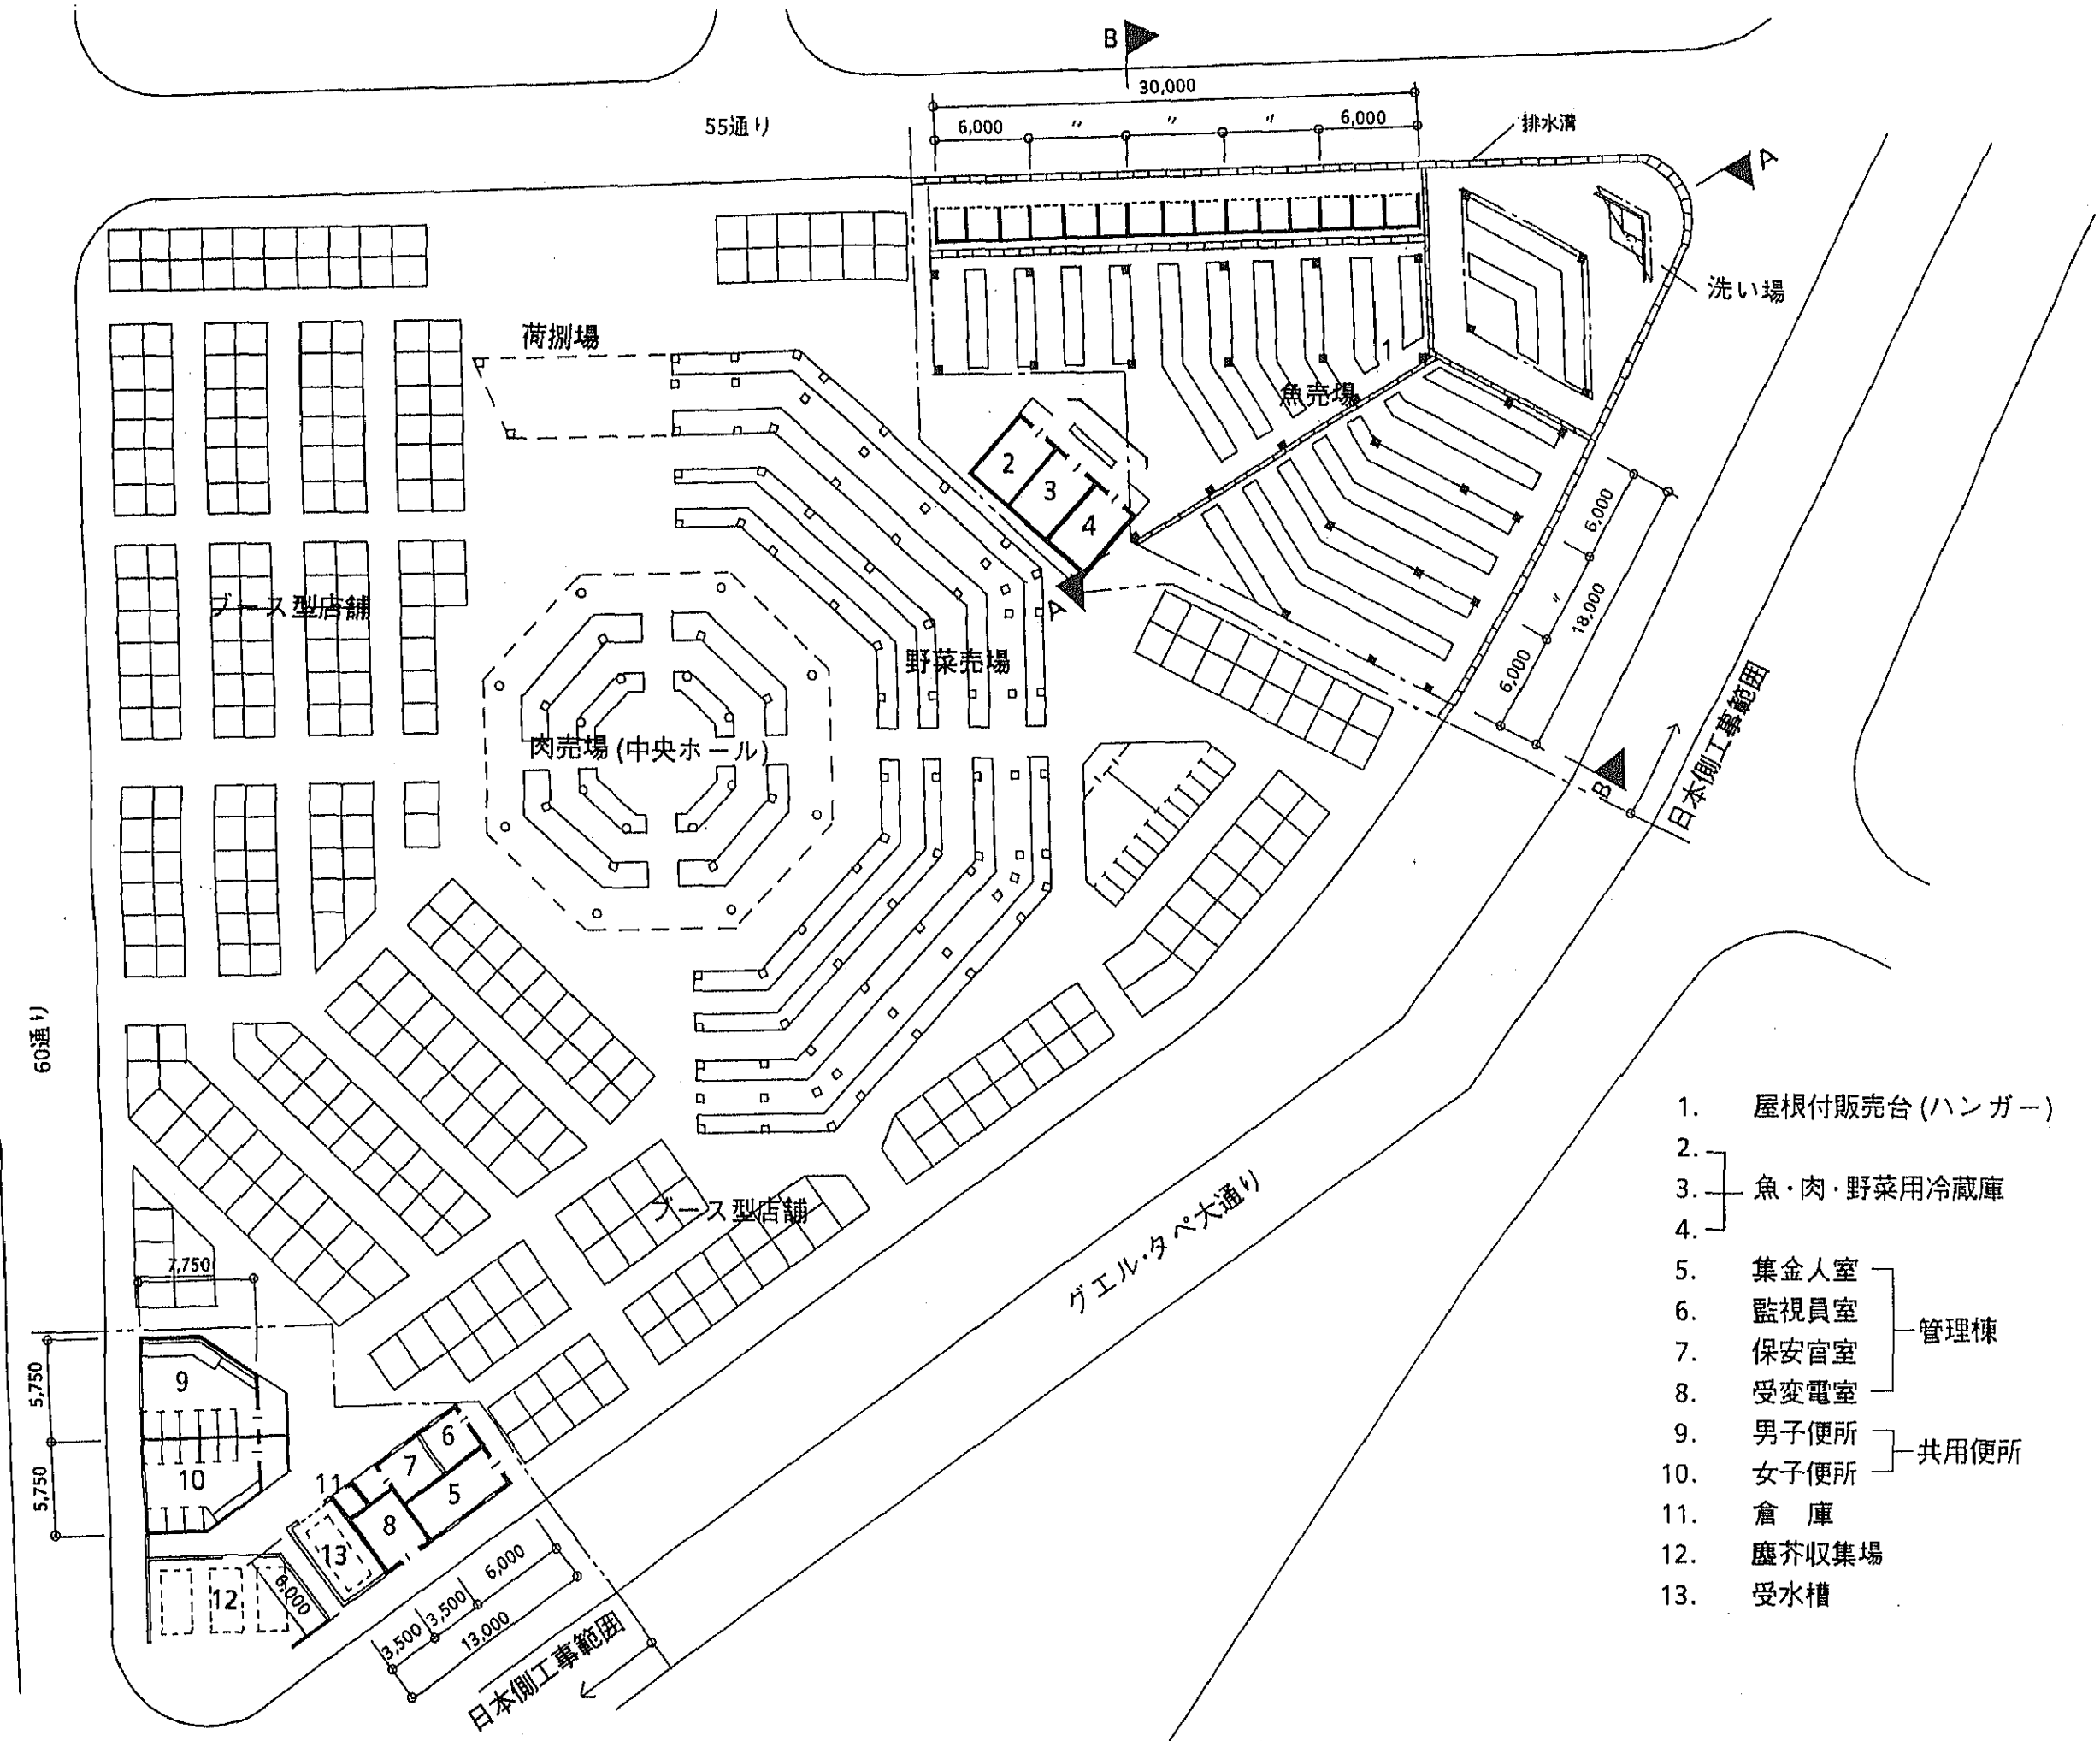 B
30,000
55通り
6,000
〃
〃
〃
6,000
排水溝
A
洗い場
荷捌場
1
魚売場
2
3
4
A
6,000
〃
6,000
18,000
ブース型店舗
野菜売場
肉売場(中央ホール)
B
日本側工事範囲
60通り
ブース型店舗
グエル・タペ大通り
7,750
5,750
5,750
9
10
11
6
7
5
8
13
12
6,000
3,500
3,500
6,000
13,000
日本側工事範囲
1. 屋根付販売台(ハンガー)
2.
3. 魚・肉・野菜用冷蔵庫
4.
5. 集金人室
6. 監視員室
管理棟
7. 保安官室
8. 受変電室
9. 男子便所
共用便所
10. 女子便所
11. 倉 庫
12. 塵芥収集場
13. 受水槽